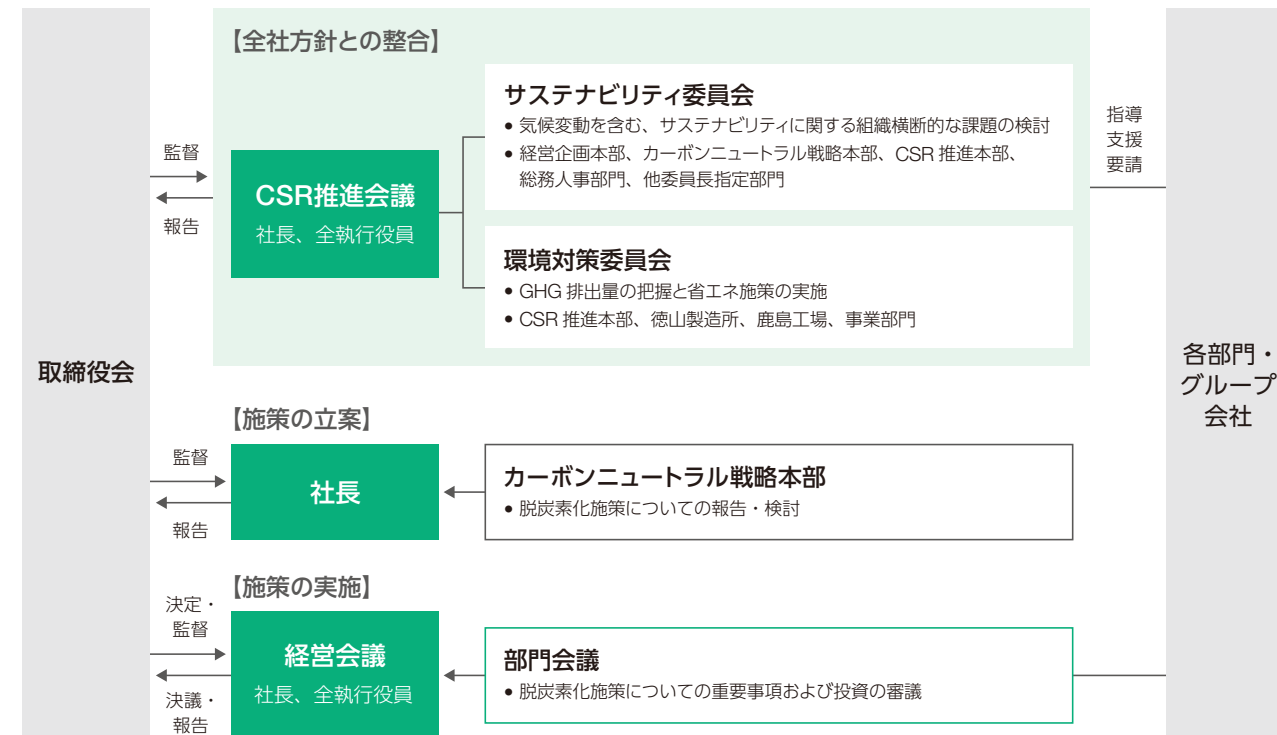 取締役会
【全社方針との整合】
監督
報告
CSR推進会議
社長、全執行役員
サステナビリティ委員会
• 気候変動を含む、サステナビリティに関する組織横断的な課題の検討
• 経営企画本部、カーボンニュートラル戦略本部、CSR 推進本部、
総務人事部門、他委員長指定部門
環境対策委員会
• GHG 排出量の把握と省エネ施策の実施
• CSR 推進本部、徳山製造所、鹿島工場、事業部門
指導
支援
要請
各部門・
グループ
会社
【施策の立案】
監督
報告
社長
カーボンニュートラル戦略本部
• 脱炭素化施策についての報告・検討
【施策の実施】
決定・
監督
決議・
報告
経営会議
社長、全執行役員
部門会議
• 脱炭素化施策についての重要事項および投資の審議